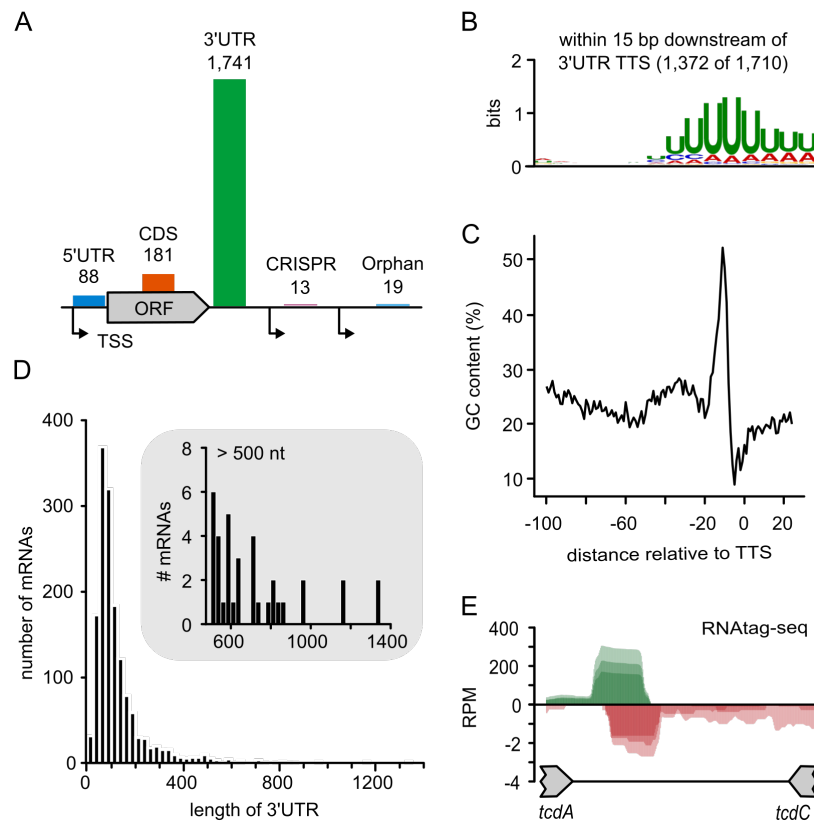 A
3'UTR
1,741
CDS
181
5'UTR
88
CRISPR
13
Orphan
19
ORF
TSS
B
within 15 bp downstream of
3'UTR TTS (1,372 of 1,710)
2
1
0
bits
C
50
40
30
20
10
GC content (%)
-100
-60
-20
0
20
distance relative to TTS
D
400
300
200
100
0
number of mRNAs
0
400
800
1200
length of 3'UTR
> 500 nt
8
6
4
2
0
# mRNAs
600
1000
1400
E
RNAtag-seq
400
200
0
-2
-4
RPM
tcdA
tcdC